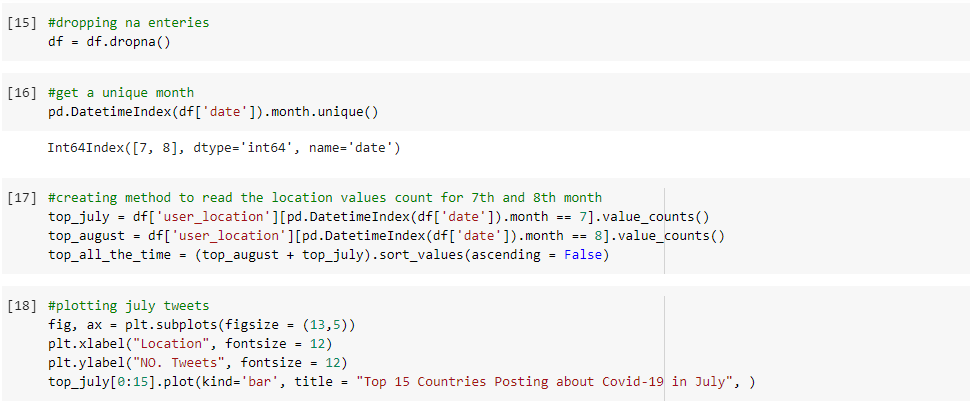 [15] #dropping na enteries
df = df.dropna()
[16] #get a unique month
pd.DatetimeIndex(df['date']).month.unique()
Int64Index([7, 8], dtype='int64', name='date')
[17] #creating method to read the location values count for 7th and 8th month
top_july = df['user_location'][pd.DatetimeIndex(df['date']).month == 7].value_counts()
top_august = df['user_location'][pd.DatetimeIndex(df['date']).month == 8].value_counts()
top_all_the_time = (top_august + top_july).sort_values(ascending = False)
[18] #plotting july tweets
fig, ax = plt.subplots(figsize = (13,5))
plt.xlabel("Location", fontsize = 12)
plt.ylabel("NO. Tweets", fontsize = 12)
top_july[0:15].plot(kind='bar', title = "Top 15 Countries Posting about Covid-19 in July", )